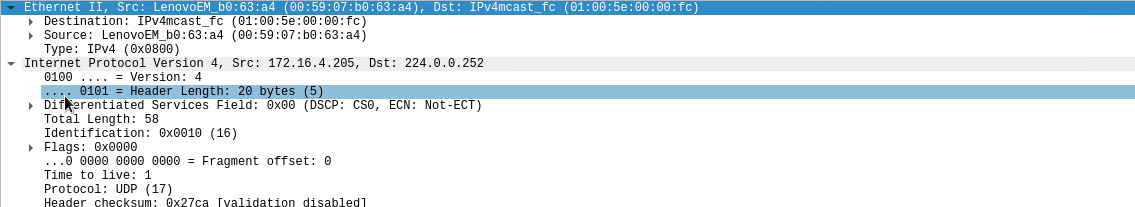 Ethernet II, Src: LenovoEM_b0:63:a4 (00:59:07:b0:63:a4), Dst: IPv4mcast_fc (01:00:5e:00:00:fc)
Destination: IPv4mcast_fc (01:00:5e:00:00:fc)
Source: LenovoEM_b0:63:a4 (00:59:07:b0:63:a4)
Type: IPv4 (0x0800)
Internet Protocol Version 4, Src: 172.16.4.205, Dst: 224.0.0.252
0100 .... = Version: 4
.... 0101 = Header Length: 20 bytes (5)
Differentiated Services Field: 0x00 (DSCP: CS0, ECN: Not-ECT)
Total Length: 58
Identification: 0x0010 (16)
Flags: 0x0000
...0 0000 0000 0000 = Fragment offset: 0
Time to live: 1
Protocol: UDP (17)
Header checksum: 0x27ca [validation disabled]